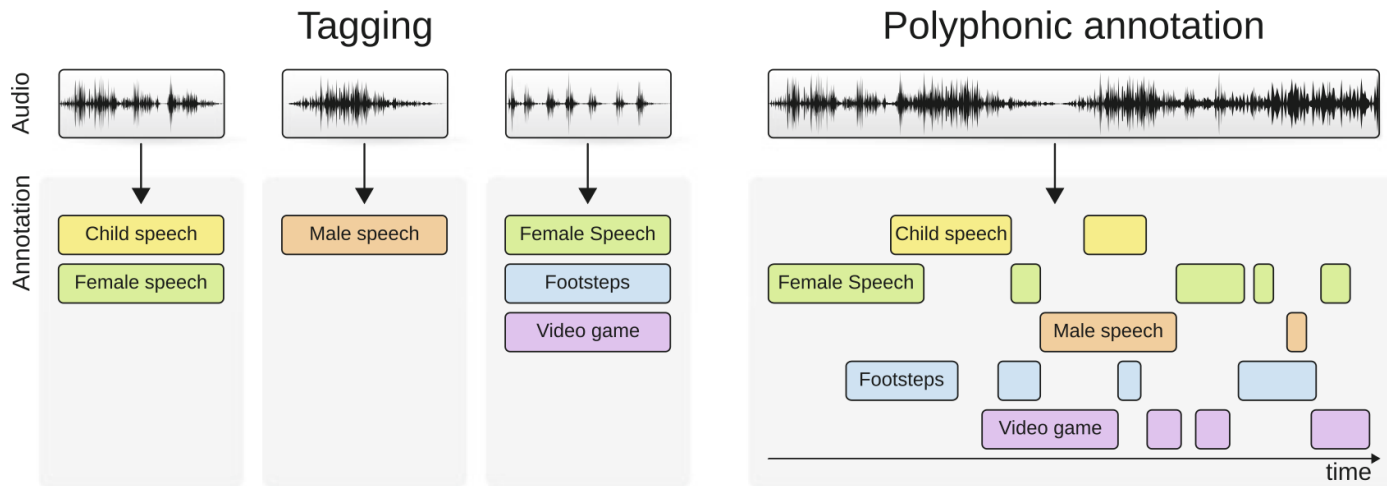 Tagging
Polyphonic annotation
Audio
Annotation
Child speech
Female speech
Male speech
Female Speech
Footsteps
Video game
Child speech
Female Speech
Male speech
Footsteps
Video game
time